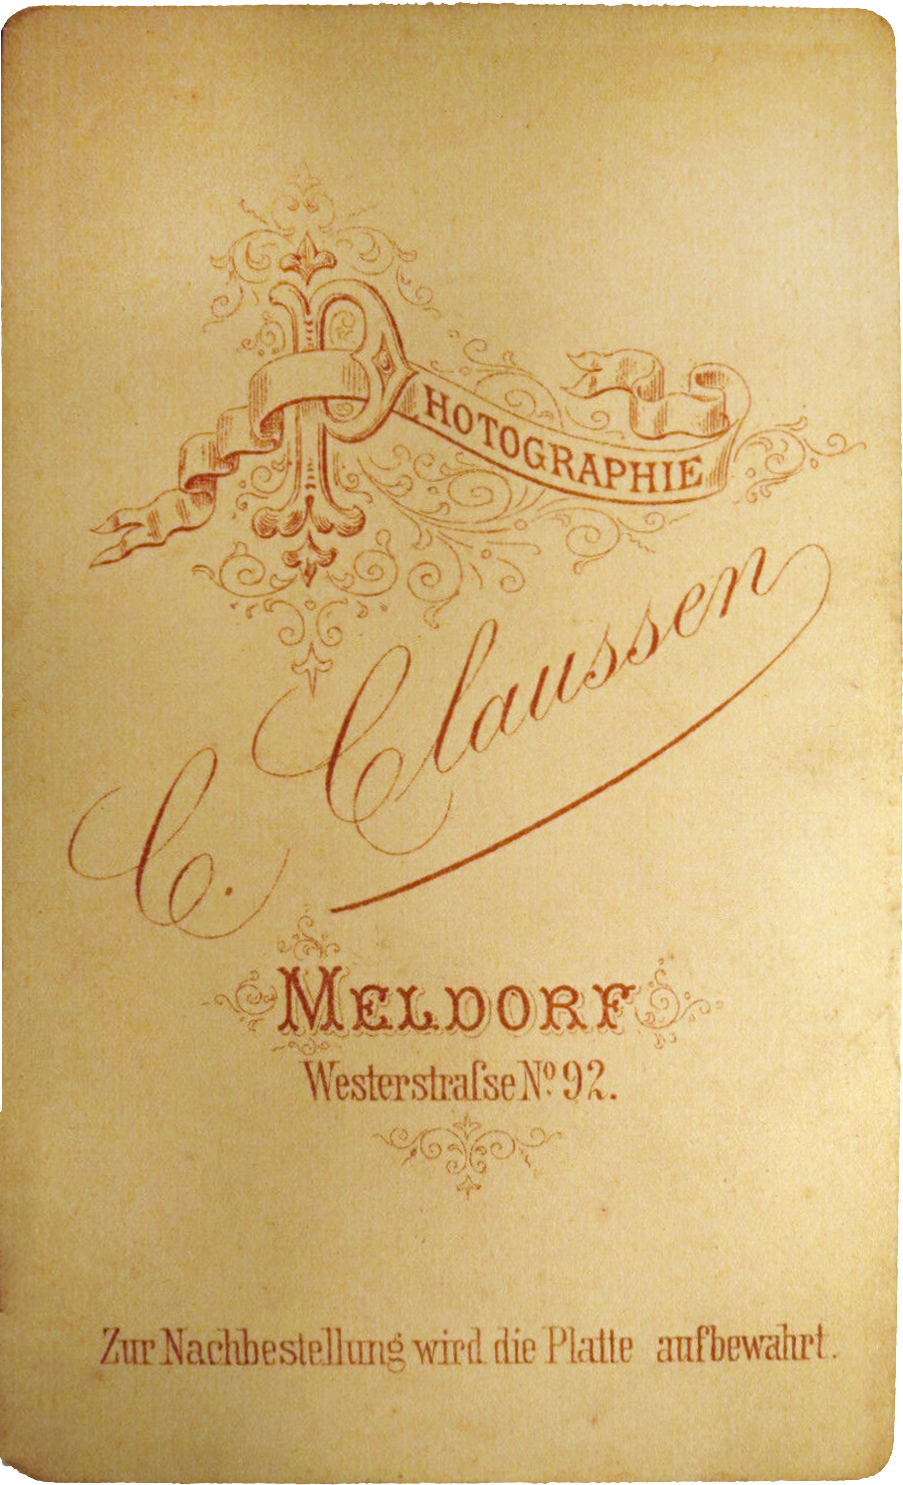 PHOTOGRAPHIE
C. Claussen
MELDORF
Westerstraſse Nº 92.
Zur Nachbestellung wird die Platte aufbewahrt.